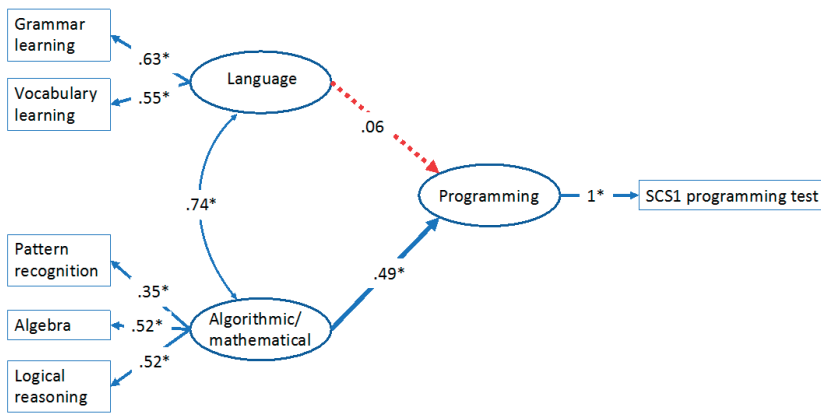 Grammar
learning
.63*
Vocabulary
learning
.55*
Language
.06
.74*
Programming
1*
SCS1 programming test
Pattern
recognition
.35*
Algebra
.52*
Logical
reasoning
.52*
Algorithmic/
mathematical
.49*